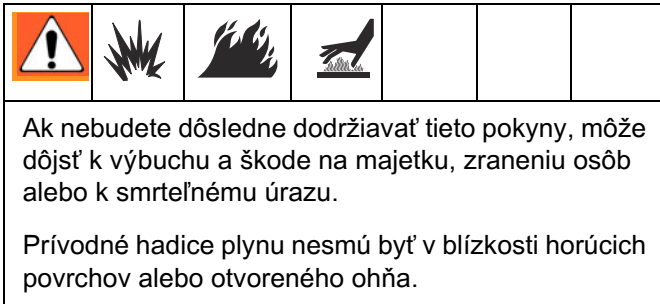 Ak nebudete dôsledne dodržiavať tieto pokyny, môže
dôjsť k výbuchu a škode na majetku, zraneniu osôb
alebo k smrteľnému úrazu.
Prívodné hadice plynu nesmú byť v blízkosti horúcich
povrchov alebo otvoreného ohňa.